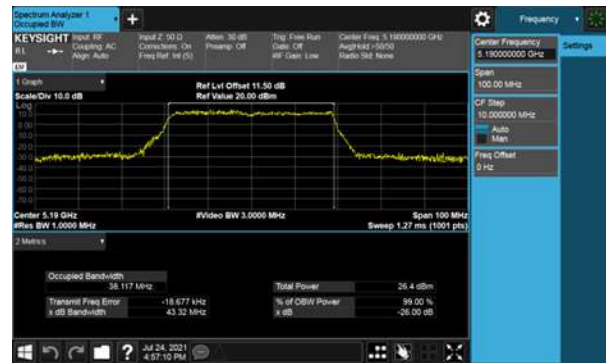 Spectrum Analyzer 1
Occupied BW
Frequency
KEYSIGHT Input: RF
Coupling: AC
Align: Auto
Input Z: 50 Ω
Corrections: On
Freq Ref: Int (S)
Atten: 30 dB
Preamp: Off
Trig: Free Run
Gate: Off
#IF Gain: Low
Center Freq: 5.190000000 GHz
Avg|Hold:>50/50
Radio Std: None
RL
LV
Center Frequency
5.190000000 GHz
Settings
Span
100.00 MHz
CF Step
10.000000 MHz
Auto
Man
Freq Offset
0 Hz
1 Graph
Scale/Div 10.0 dB
Ref Lvl Offset 11.50 dB
Ref Value 20.00 dBm
Log
10.0
Center 5.19 GHz
#Res BW 1.0000 MHz
#Video BW 3.0000 MHz
Span 100 MHz
Sweep 1.27 ms (1001 pts)
2 Metrics
Occupied Bandwidth
38.117 MHz
Total Power
26.4 dBm
Transmit Freq Error
-18.677 kHz
% of OBW Power
99.00 %
x dB Bandwidth
43.32 MHz
x dB
-26.00 dB
Jul 24, 2021
4:57:10 PM